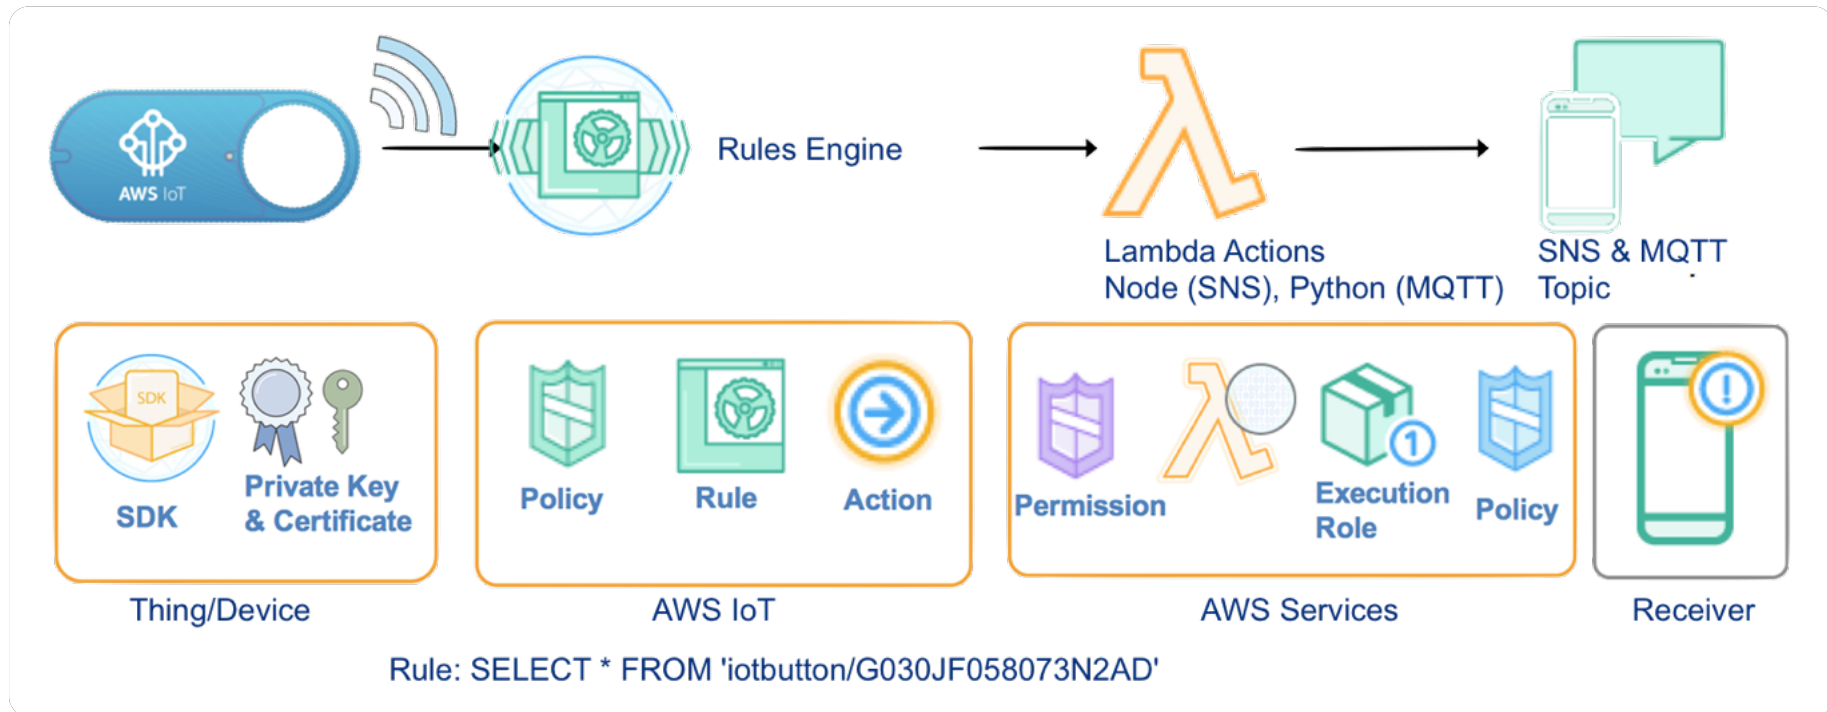 AWS IoT
Rules Engine
Lambda Actions
Node (SNS), Python (MQTT)
SNS & MQTT
Topic
SDK
SDK
Private Key
& Certificate
Policy
Rule
Action
Permission
Execution
Role
1
Policy
!
Thing/Device
AWS IoT
AWS Services
Receiver
Rule: SELECT * FROM 'iotbutton/G030JF058073N2AD'